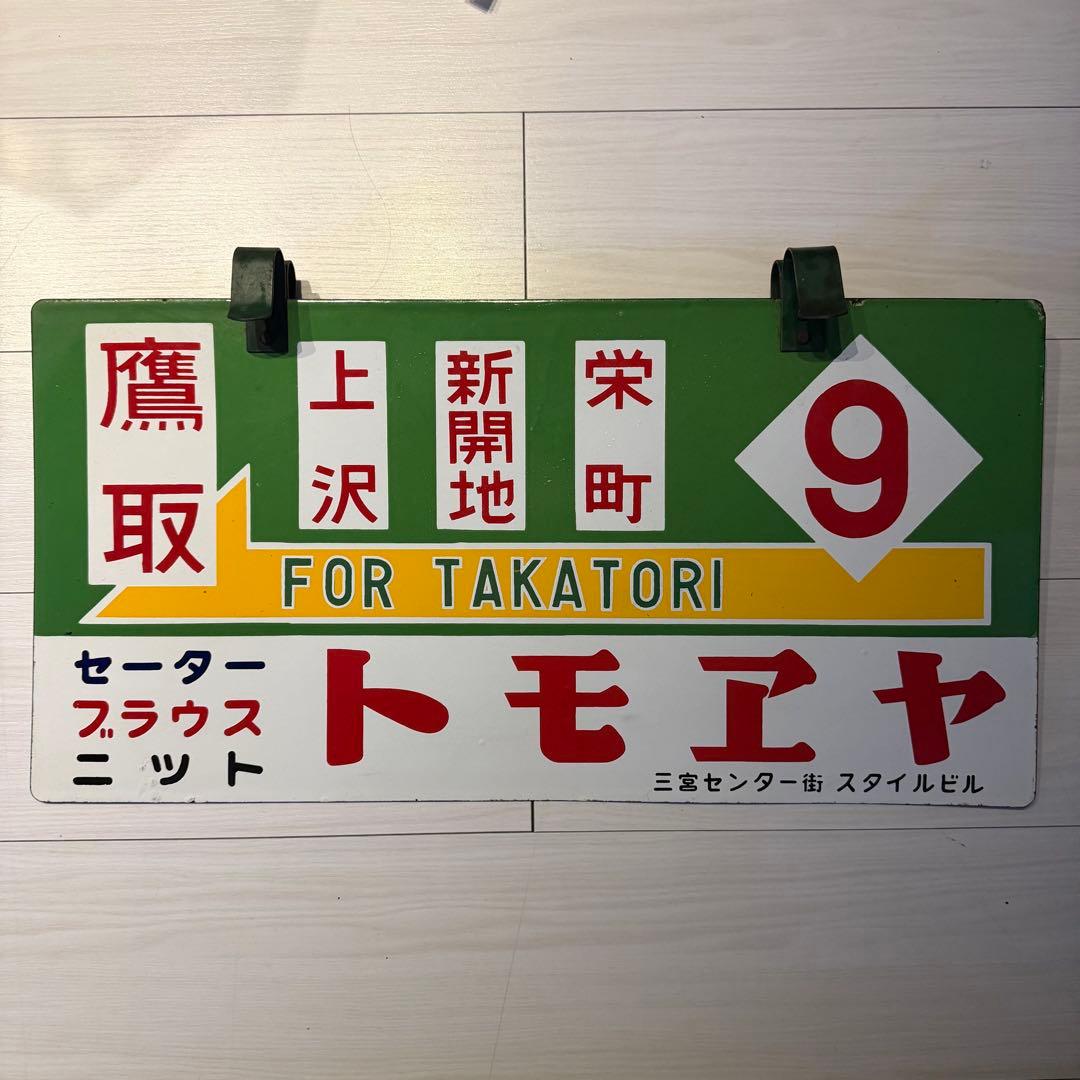 鷹取
上沢
新開地
栄町
9
FOR TAKATORI
セーター
ブラウス
ニット
トモヱヤ
三宮センター街 スタイルビル